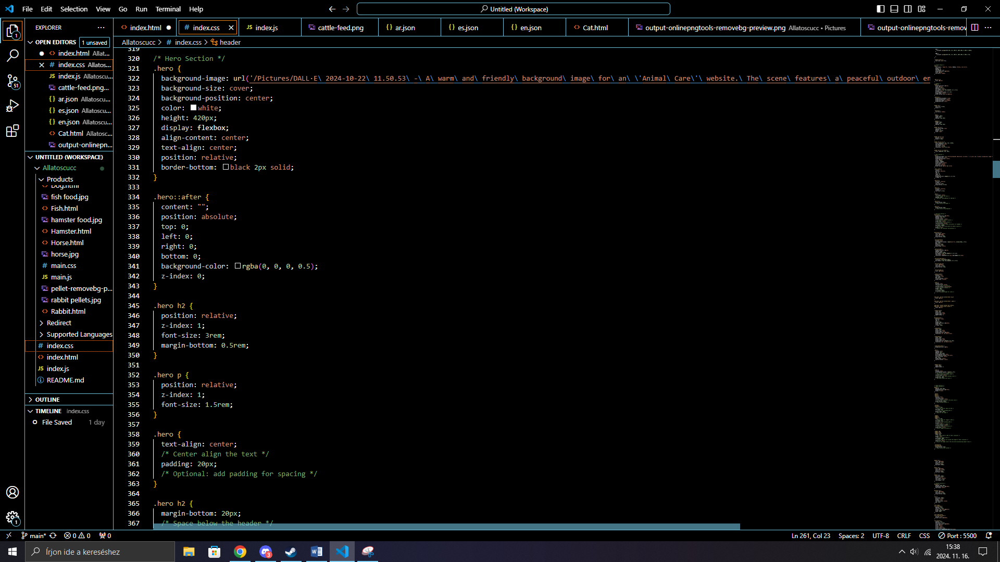 File Edit Selection View Go Run Terminal Help
Untitled (Workspace)
EXPLORER
index.html
# index.css
JS index.js
cattle-feed.png
{} ar.json
{} es.json
{} en.json
Cat.html
output-onlinepngtools-removebg-preview.png Allatoscucc • Pictures
output-onlinepngtools-remov
OPEN EDITORS 1 unsaved
index.html Allat...
# index.css Allatos...
JS index.js Allatoscu...
cattle-feed.png...
{} ar.json Allatoscu...
{} es.json Allatoscu...
{} en.json Allatoscu...
Cat.html Allatosc...
output-onlinepn...
UNTITLED (WORKSPACE)
Allatoscucc
Products
Dog.html
fish food.jpg
Fish.html
hamster food.jpg
Hamster.html
Horse.html
horse.jpg
# main.css
JS main.js
pellet-removebg-p...
rabbit pellets.jpg
Rabbit.html
Redirect
Supported Languages
# index.css
index.html
JS index.js
README.md
OUTLINE
TIMELINE index.css
File Saved 1 day
Allatoscucc > # index.css > header
319
320 /* Hero Section */
321 .hero {
322 background-image: url('/Pictures/DALL·E\ 2024-10-22\ 11.50.53\ -\ A\ warm\ and\ friendly\ background\ image\ for\ an\ \'Animal\ Care\'\ website.\ The\ scene\ features\ a\ peaceful\ outdoor\ en
323 background-size: cover;
324 background-position: center;
325 color: white;
326 height: 420px;
327 display: flexbox;
328 align-content: center;
329 text-align: center;
330 position: relative;
331 border-bottom: black 2px solid;
332 }
333
334 .hero::after {
335 content: "";
336 position: absolute;
337 top: 0;
338 left: 0;
339 right: 0;
340 bottom: 0;
341 background-color: rgba(0, 0, 0, 0.5);
342 z-index: 0;
343 }
344
345 .hero h2 {
346 position: relative;
347 z-index: 1;
348 font-size: 3rem;
349 margin-bottom: 0.5rem;
350 }
351
352 .hero p {
353 position: relative;
354 z-index: 1;
355 font-size: 1.5rem;
356 }
357
358 .hero {
359 text-align: center;
360 /* Center align the text */
361 padding: 20px;
362 /* Optional: add padding for spacing */
363 }
364
365 .hero h2 {
366 margin-bottom: 20px;
367 /* Space below the header */
1
51
1
main* 0 0 0
Ln 261, Col 23 Spaces: 2 UTF-8 CRLF CSS Port : 5500
Írjon ide a kereséshez
3
15:38
2024. 11. 16.